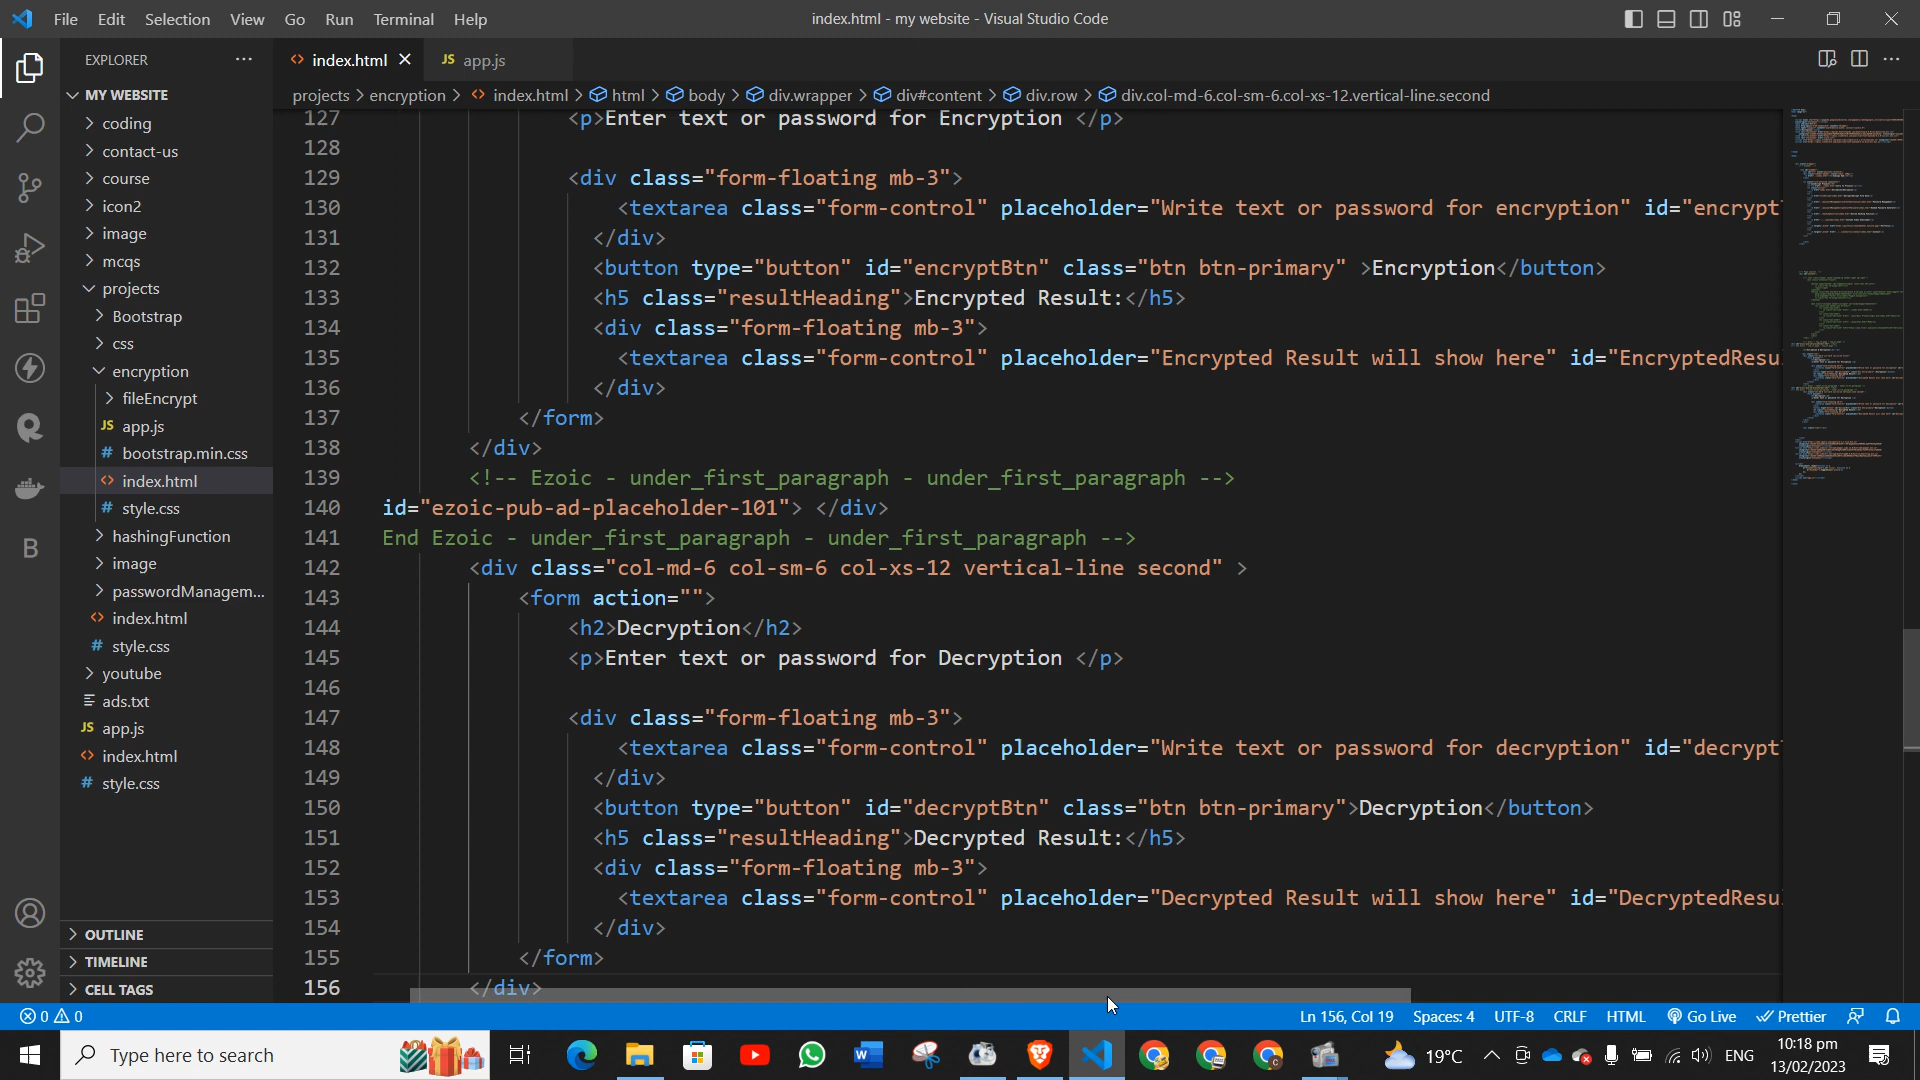 File Edit Selection View Go Run Terminal Help
index.html - my website - Visual Studio Code
EXPLORER
index.html
JS app.js
projects > encryption > index.html > html > body > div.wrapper > div#content > div.row > div.col-md-6.col-sm-6.col-xs-12.vertical-line.second
MY WEBSITE
coding
contact-us
course
icon2
image
mcqs
projects
Bootstrap
css
encryption
fileEncrypt
JS app.js
# bootstrap.min.css
index.html
# style.css
hashingFunction
image
passwordManagem...
index.html
# style.css
youtube
ads.txt
JS app.js
index.html
# style.css
OUTLINE
TIMELINE
CELL TAGS
127 <p>Enter text or password for Encryption </p>
128
129 <div class="form-floating mb-3">
130 <textarea class="form-control" placeholder="Write text or password for encryption" id="encrypt
131 </div>
132 <button type="button" id="encryptBtn" class="btn btn-primary" >Encryption</button>
133 <h5 class="resultHeading">Encrypted Result:</h5>
134 <div class="form-floating mb-3">
135 <textarea class="form-control" placeholder="Encrypted Result will show here" id="EncryptedResu
136 </div>
137 </form>
138 </div>
139 <!-- Ezoic - under_first_paragraph - under_first_paragraph -->
140 id="ezoic-pub-ad-placeholder-101"> </div>
141 End Ezoic - under_first_paragraph - under_first_paragraph -->
142 <div class="col-md-6 col-sm-6 col-xs-12 vertical-line second" >
143 <form action="">
144 <h2>Decryption</h2>
145 <p>Enter text or password for Decryption </p>
146
147 <div class="form-floating mb-3">
148 <textarea class="form-control" placeholder="Write text or password for decryption" id="decrypt
149 </div>
150 <button type="button" id="decryptBtn" class="btn btn-primary">Decryption</button>
151 <h5 class="resultHeading">Decrypted Result:</h5>
152 <div class="form-floating mb-3">
153 <textarea class="form-control" placeholder="Decrypted Result will show here" id="DecryptedResu
154 </div>
155 </form>
156 </div>
0 0
Ln 156, Col 19 Spaces: 4 UTF-8 CRLF HTML Go Live Prettier
Type here to search
19°C
ENG
10:18 pm
13/02/2023